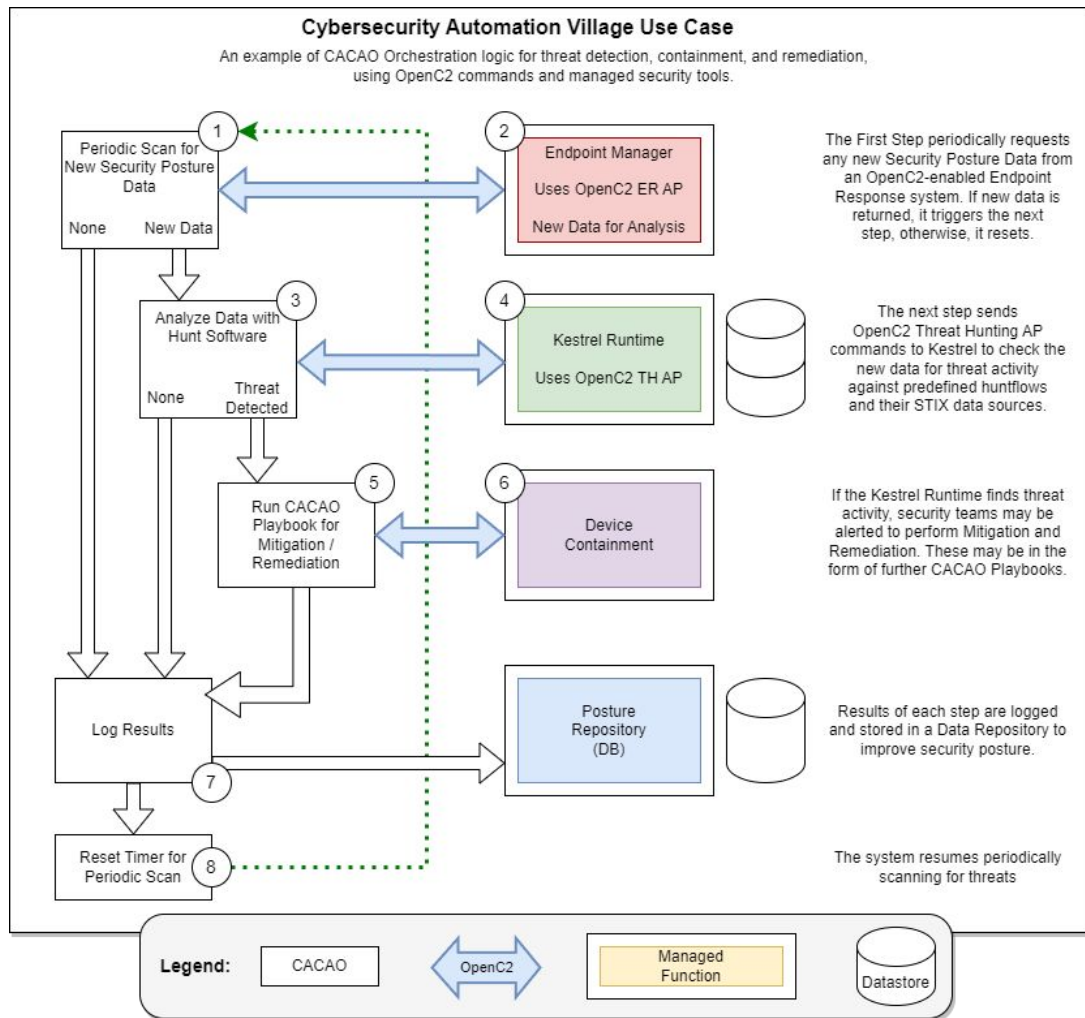 Cybersecurity Automation Village Use Case
An example of CACAO Orchestration logic for threat detection, containment, and remediation,
using OpenC2 commands and managed security tools.
1
Periodic Scan for
New Security Posture
Data
None
New Data
2
Endpoint Manager
Uses OpenC2 ER AP
New Data for Analysis
The First Step periodically requests
any new Security Posture Data from
an OpenC2-enabled Endpoint
Response system. If new data is
returned, it triggers the next
step, otherwise, it resets.
3
Analyze Data with
Hunt Software
None
Threat
Detected
4
Kestrel Runtime
Uses OpenC2 TH AP
The next step sends
OpenC2 Threat Hunting AP
commands to Kestrel to check the
new data for threat activity
against predefined huntflows
and their STIX data sources.
5
Run CACAO
Playbook for
Mitigation /
Remediation
6
Device
Containment
If the Kestrel Runtime finds threat
activity, security teams may be
alerted to perform Mitigation and
Remediation. These may be in the
form of further CACAO Playbooks.
Log Results
7
Posture
Repository
(DB)
Results of each step are logged
and stored in a Data Repository to
improve security posture.
Reset Timer for
Periodic Scan
8
The system resumes periodically
scanning for threats
Legend:
CACAO
OpenC2
Managed
Function
Datastore